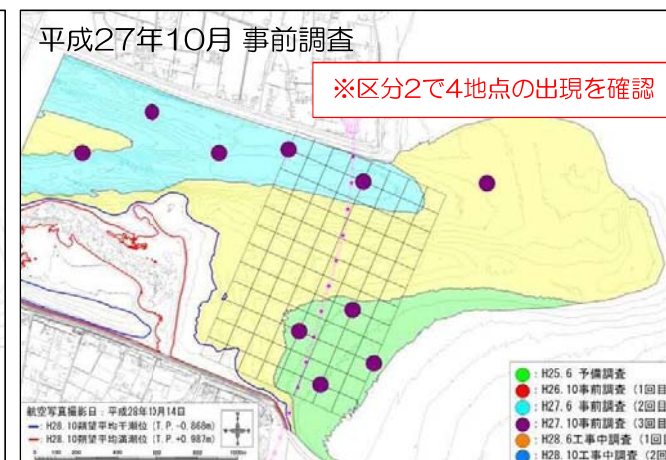 平成27年10月 事前調査
※区分2で4地点の出現を確認
: H25.6 予備調査
: H26.10事前調査 (1回目
: H27.6 事前調査 (2回目
: H27.10事前調査 (3回目
: H28.6工事中調査 (1回目
: H28.10工事中調査 (2回
航空写真撮影日:平成28年10月14日
: H28.10朔望平均干潮位 (T.P. -0.868m)
: H28.10朔望平均満潮位 (T.P. +0.987m)